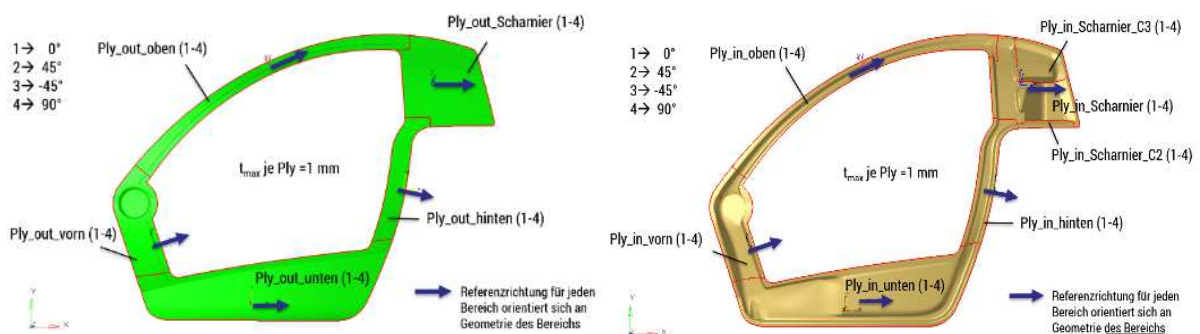 Ply_out_Scharnier (1-4)
1→ 0°
2→ 45°
3→ -45°
4→ 90°
Ply_out_oben (1-4)
tmax je Ply =1 mm
Ply_out_hinten (1-4)
Ply_out_vorn (1-4)
Ply_out_unten (1-4)
Referenzrichtung für jeden
Bereich orientiert sich an
Geometrie des Bereichs
Y
X
Ply_in_Scharnier_C3 (1-4)
1→ 0°
2→ 45°
3→ -45°
4→ 90°
Ply_in_oben (1-4)
Ply_in_Scharnier (1-4)
Ply_in_Scharnier_C2 (1-4)
tmax je Ply =1 mm
Ply_in_hinten (1-4)
Ply_in_vorn (1-4)
Ply_in_unten (1-4)
Referenzrichtung für jeden
Bereich orientiert sich an
Geometrie des Bereichs
Y
X